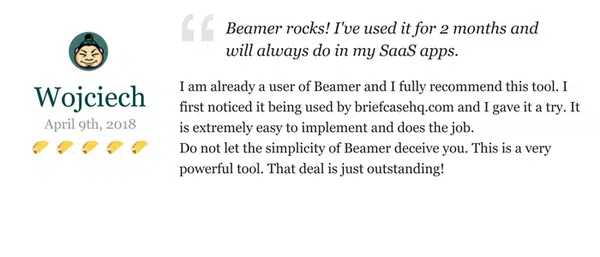 Beamer rocks! I've used it for 2 months and
will always do in my SaaS apps.
Wojciech
April 9th, 2018
I am already a user of Beamer and I fully recommend this tool. I
first noticed it being used by briefcasehq.com and I gave it a try. It
is extremely easy to implement and does the job.
Do not let the simplicity of Beamer deceive you. This is a very
powerful tool. That deal is just outstanding!